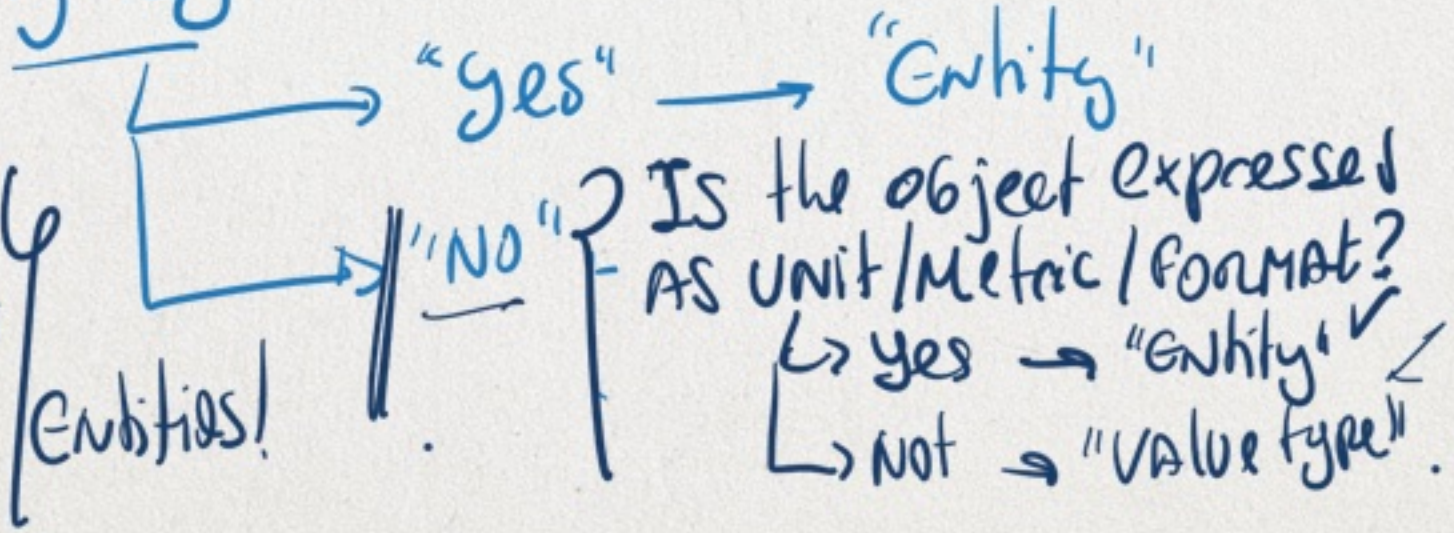 "yes" → "Entity"
"NO"
Is the object expressed
AS UNIT/Metric/FORMAT?
↳ yes → "Entity" ✓
↳ Not → "VALUE type".
Entities!